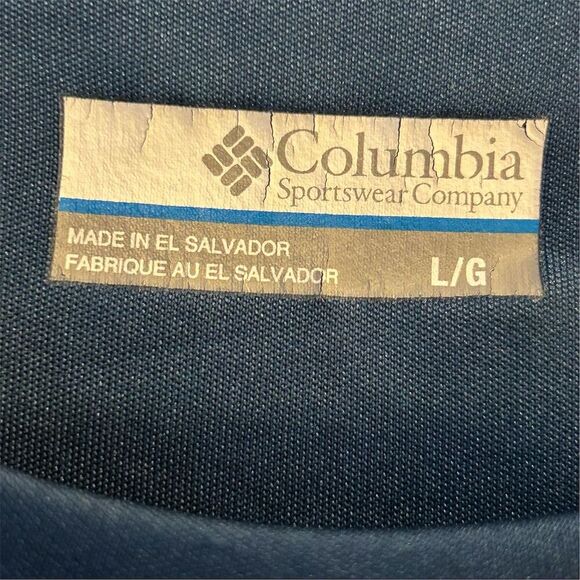 Columbia
Sportswear Company
MADE IN EL SALVADOR
FABRIQUE AU EL SALVADOR
L/G